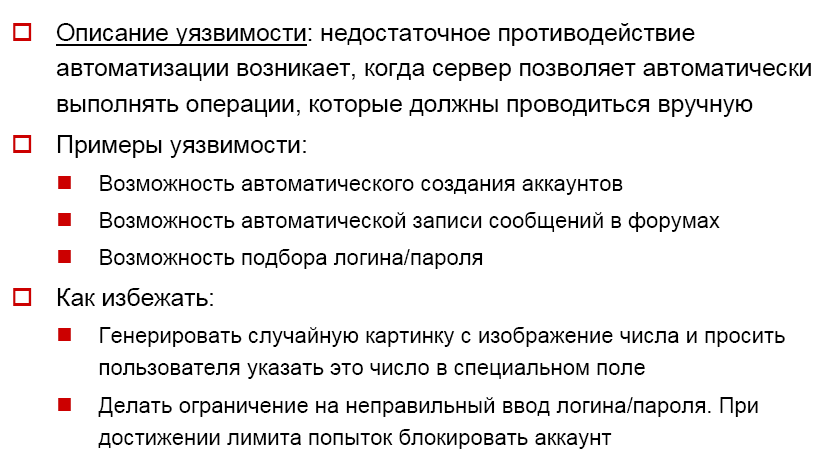 Описание уязвимости: недостаточное противодействие
автоматизации возникает, когда сервер позволяет автоматически
выполнять операции, которые должны проводиться вручную
Примеры уязвимости:
Возможность автоматического создания аккаунтов
Возможность автоматической записи сообщений в форумах
Возможность подбора логина/пароля
Как избежать:
Генерировать случайную картинку с изображение числа и просить
пользователя указать это число в специальном поле
Делать ограничение на неправильный ввод логина/пароля. При
достижении лимита попыток блокировать аккаунт